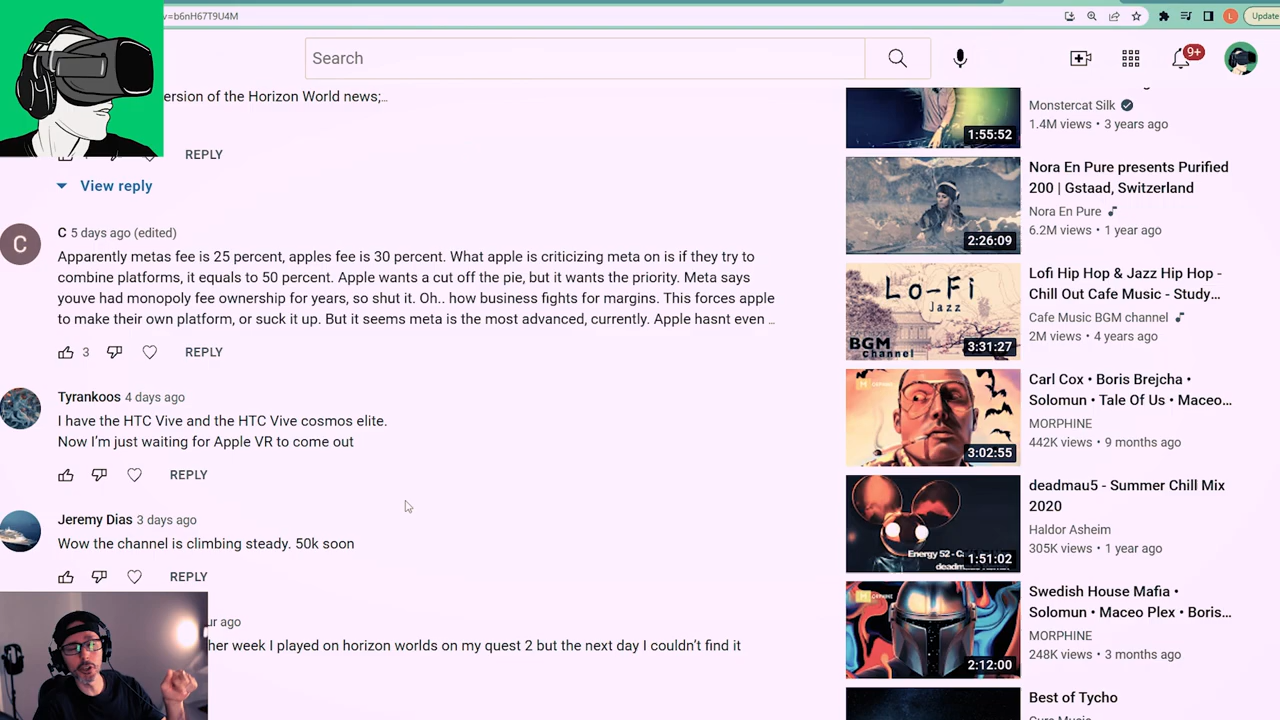 v=b6nH67T9U4M
Update
L
Search
9+
ersion of the Horizon World news;...
REPLY
View reply
C
C 5 days ago (edited)
Apparently metas fee is 25 percent, apples fee is 30 percent. What apple is criticizing meta on is if they try to
combine platforms, it equals to 50 percent. Apple wants a cut off the pie, but it wants the priority. Meta says
youve had monopoly fee ownership for years, so shut it. Oh.. how business fights for margins. This forces apple
to make their own platform, or suck it up. But it seems meta is the most advanced, currently. Apple hasnt even ...
3
REPLY
Tyrankoos 4 days ago
I have the HTC Vive and the HTC Vive cosmos elite.
Now I'm just waiting for Apple VR to come out
REPLY
Jeremy Dias 3 days ago
Wow the channel is climbing steady. 50k soon
REPLY
ur ago
her week I played on horizon worlds on my quest 2 but the next day I couldn't find it
1:55:52
Monstercat Silk
1.4M views • 3 years ago
2:26:09
Nora En Pure presents Purified
200 | Gstaad, Switzerland
Nora En Pure
6.2M views • 1 year ago
Lo-Fi
Jazz
BGM
channel
3:31:27
Lofi Hip Hop & Jazz Hip Hop -
Chill Out Cafe Music - Study...
Cafe Music BGM channel
2M views • 4 years ago
3:02:55
Carl Cox • Boris Brejcha •
Solomun • Tale Of Us • Maceo...
MORPHINE
442K views • 9 months ago
Energy 52 - C
deadm
1:51:02
deadmau5 - Summer Chill Mix
2020
Haldor Asheim
305K views • 1 year ago
2:12:00
Swedish House Mafia •
Solomun • Maceo Plex • Boris...
MORPHINE
248K views • 3 months ago
Best of Tycho